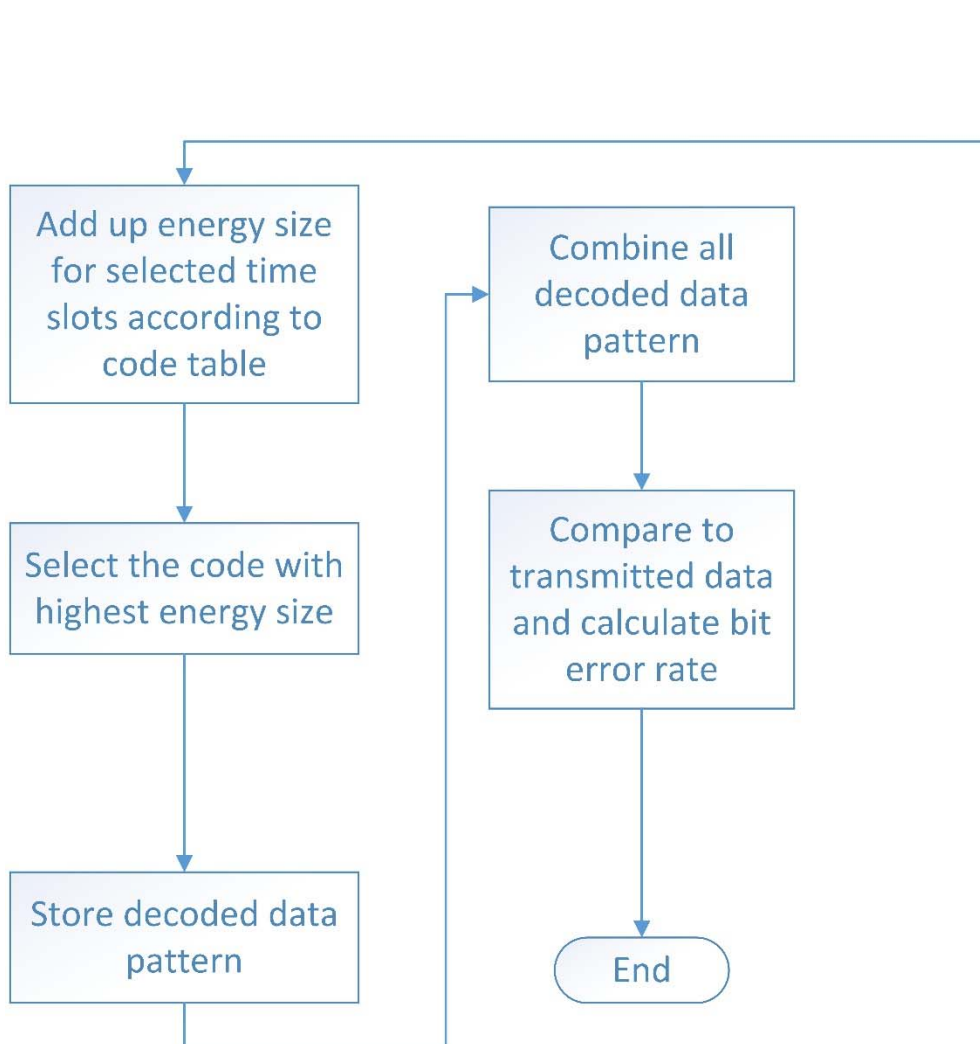 Add up energy size
for selected time
slots according to
code table
Select the code with
highest energy size
Store decoded data
pattern
Combine all
decoded data
pattern
Compare to
transmitted data
and calculate bit
error rate
End